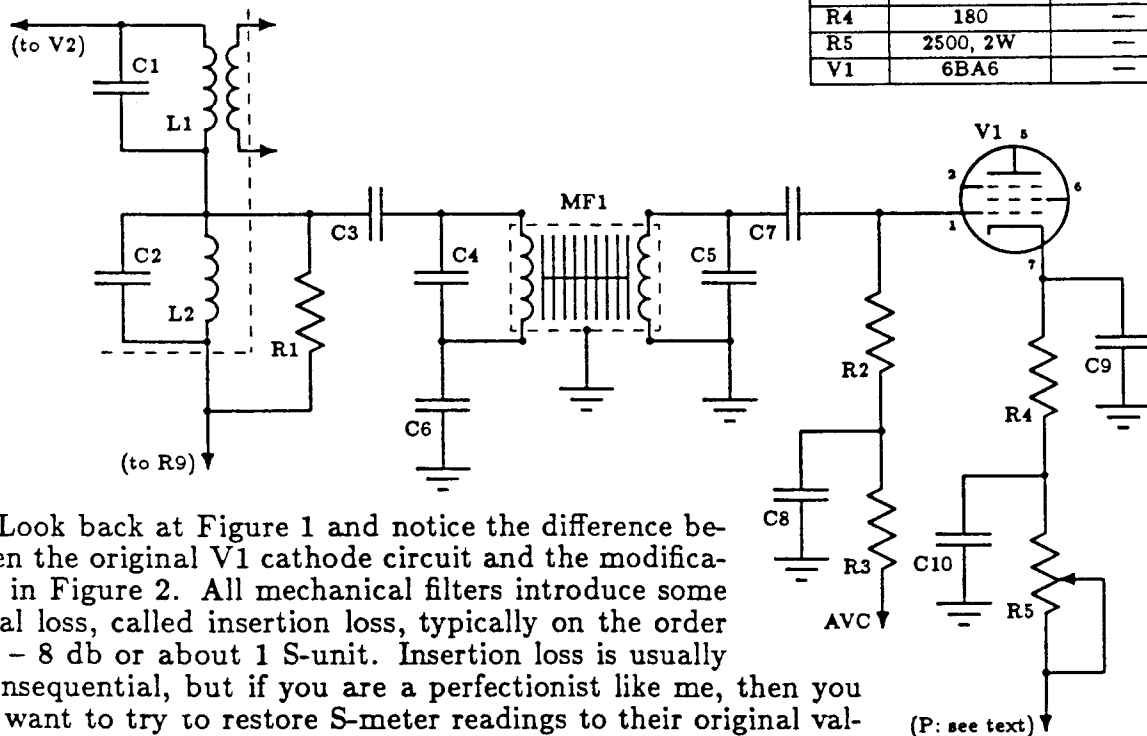 R4 180 —
R5 2500, 2W —
V1 6BA6 —
(to V2)
C1
L1
V1 5
2
6
1
7
MF1
C3
C7
C2
C4
C5
L2
R1
R2
C9
C6
R4
(to R9)
C8
C10
R3
R5
AVC
(P: see text)
Look back at Figure 1 and notice the difference be-
en the original V1 cathode circuit and the modifica-
in Figure 2. All mechanical filters introduce some
al loss, called insertion loss, typically on the order
– 8 db or about 1 S-unit. Insertion loss is usually
nsequential, but if you are a perfectionist like me, then you
want to try to restore S-meter readings to their original val-